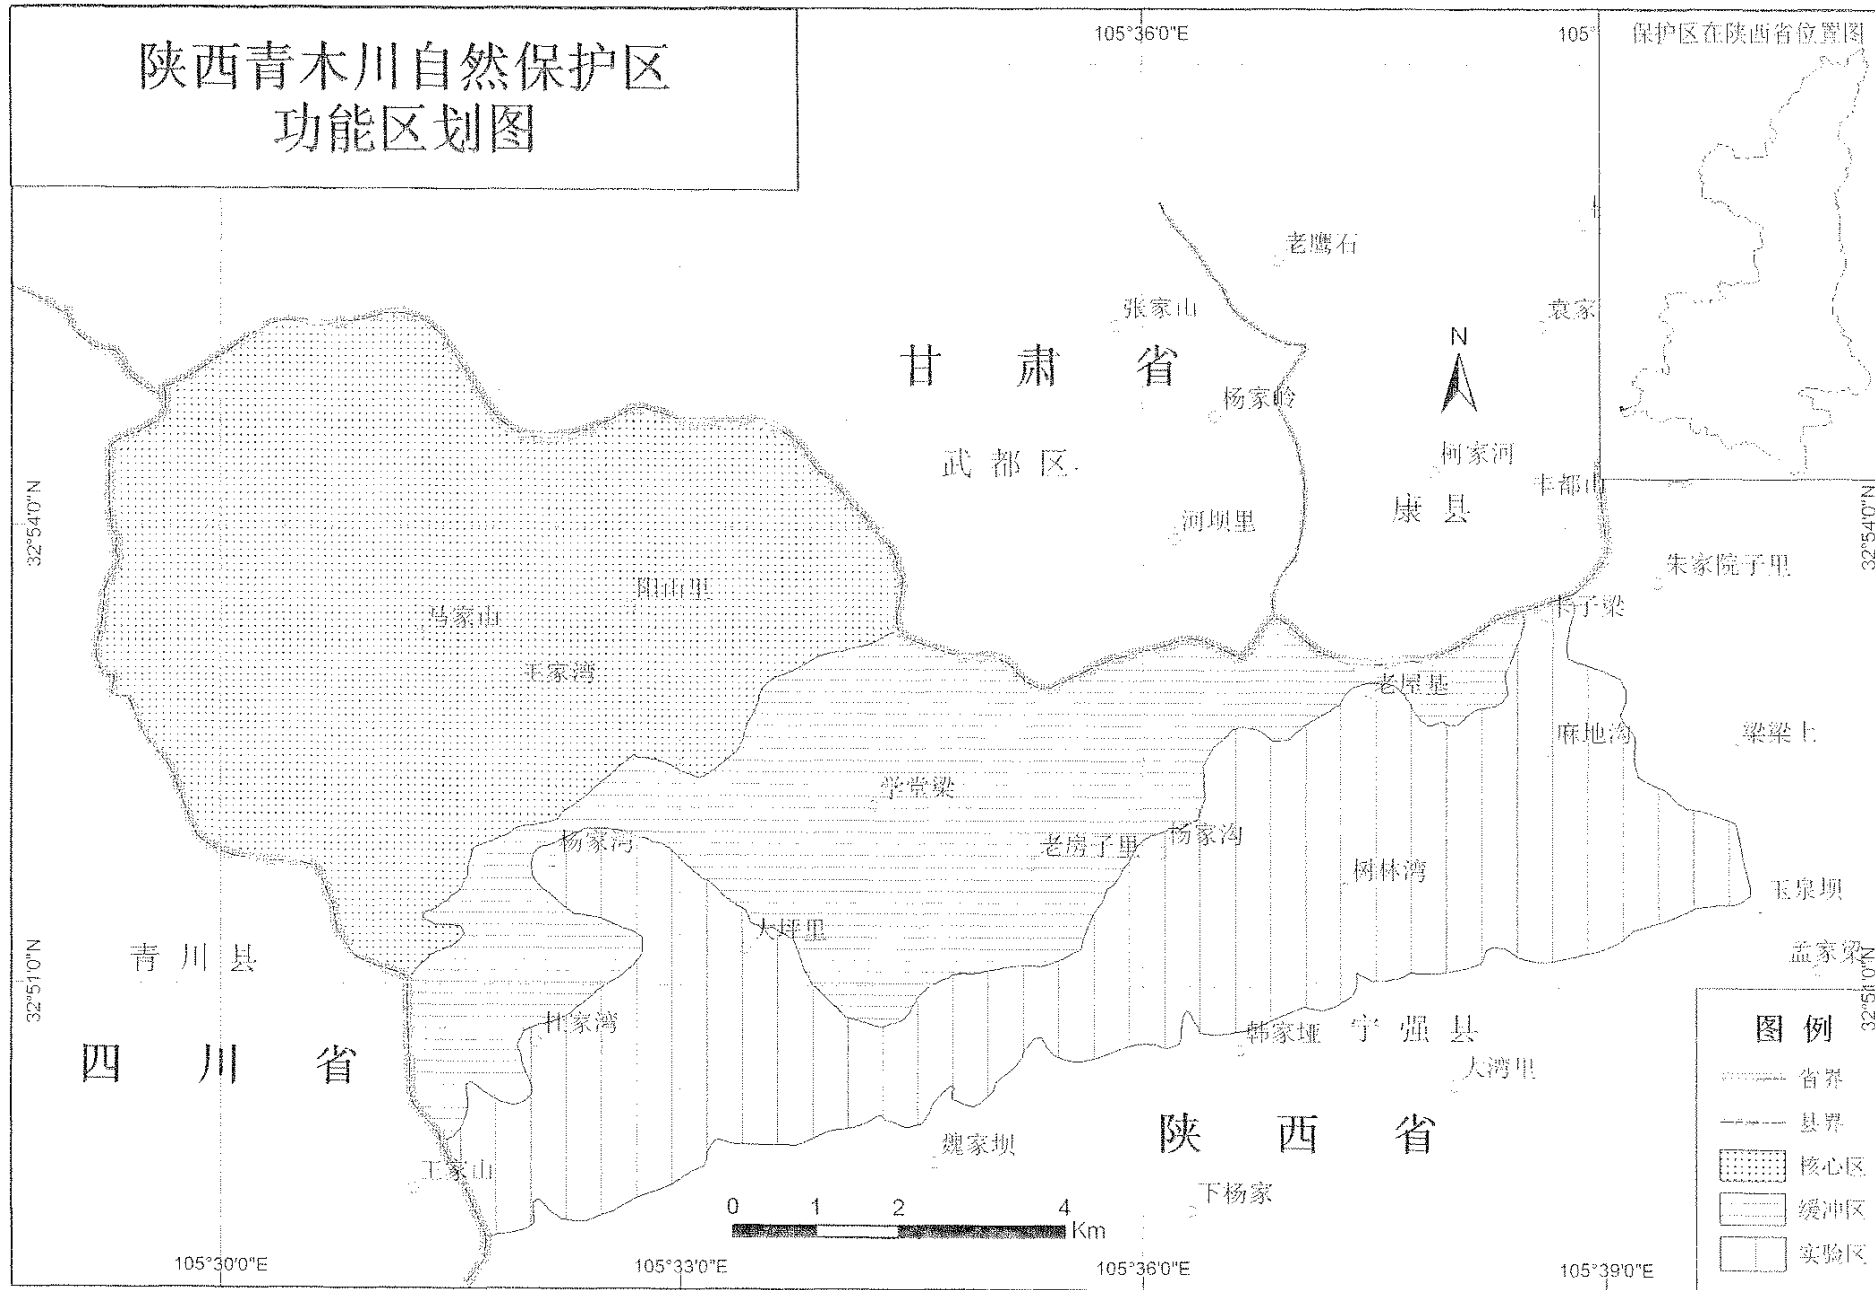 陕西青木川自然保护区
功能区划图
105°36'0"E
105°
保护区在陕西省位置图
老鹰石
张家山
袁家
N
甘肃省
杨家岭
武都区
柯家河
丰都山
康县
32°54'0"N
河坝里
32°54'0"N
朱家院子里
阳山里
马家山
卡子梁
王家湾
老屋基
麻地沟
梁梁上
学堂梁
杨家沟
老房子里
杨家沟
树林湾
玉泉坝
大坪里
青川县
32°51'0"N
孟家梁
32°51'0"N
杜家湾
韩家垭
宁强县
四川省
大湾里
陕西省
魏家坝
王家山
下杨家
0 1 2 4
Km
图例
省界
县界
核心区
缓冲区
实验区
105°30'0"E
105°33'0"E
105°36'0"E
105°39'0"E